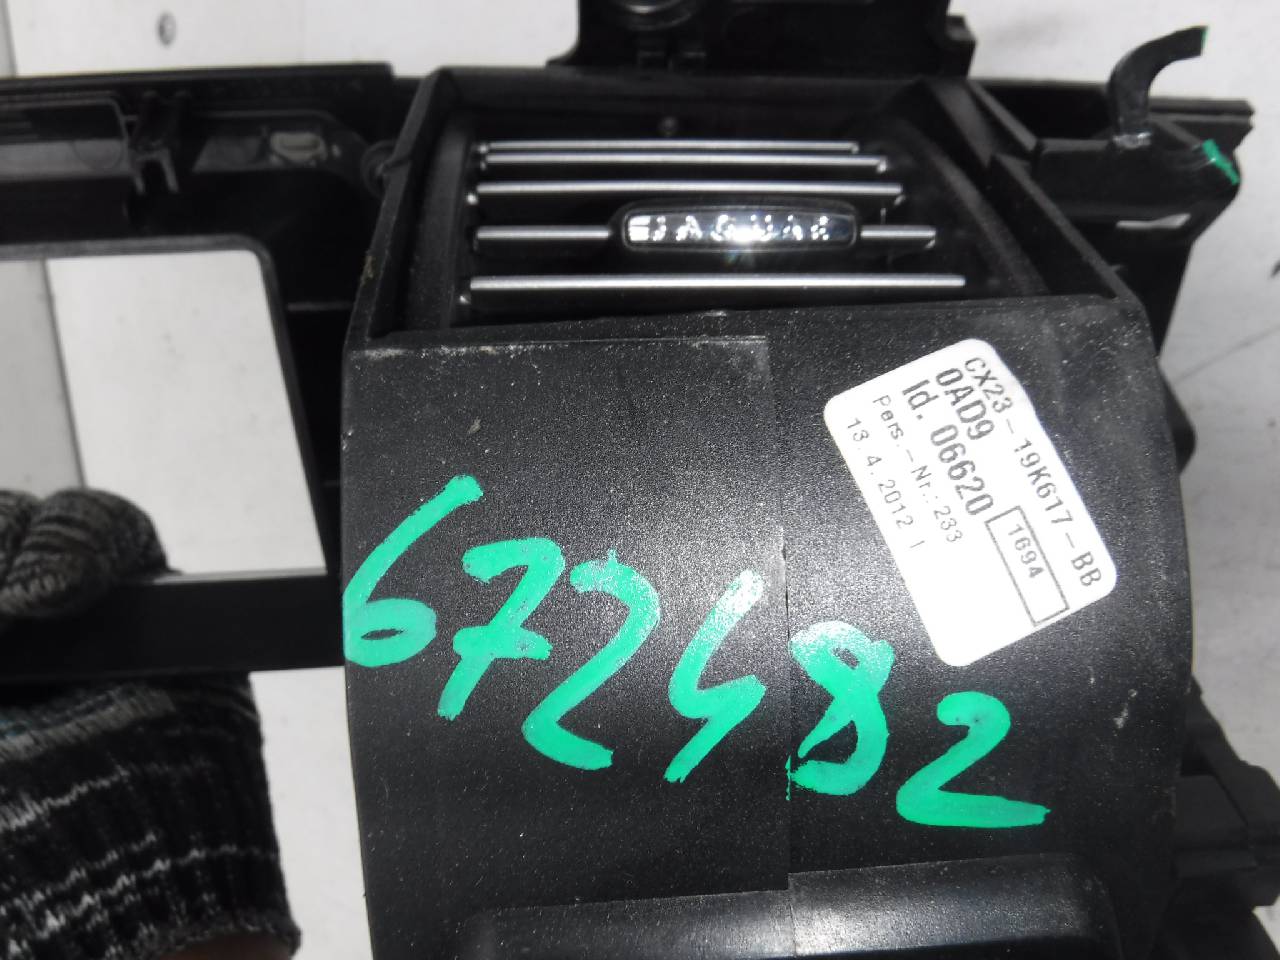 JAGUAR
CX23-19K617-BB
0AD9
Id. 06620
1694
Pers.-Nr.: 233
13.4.2012 I
672482